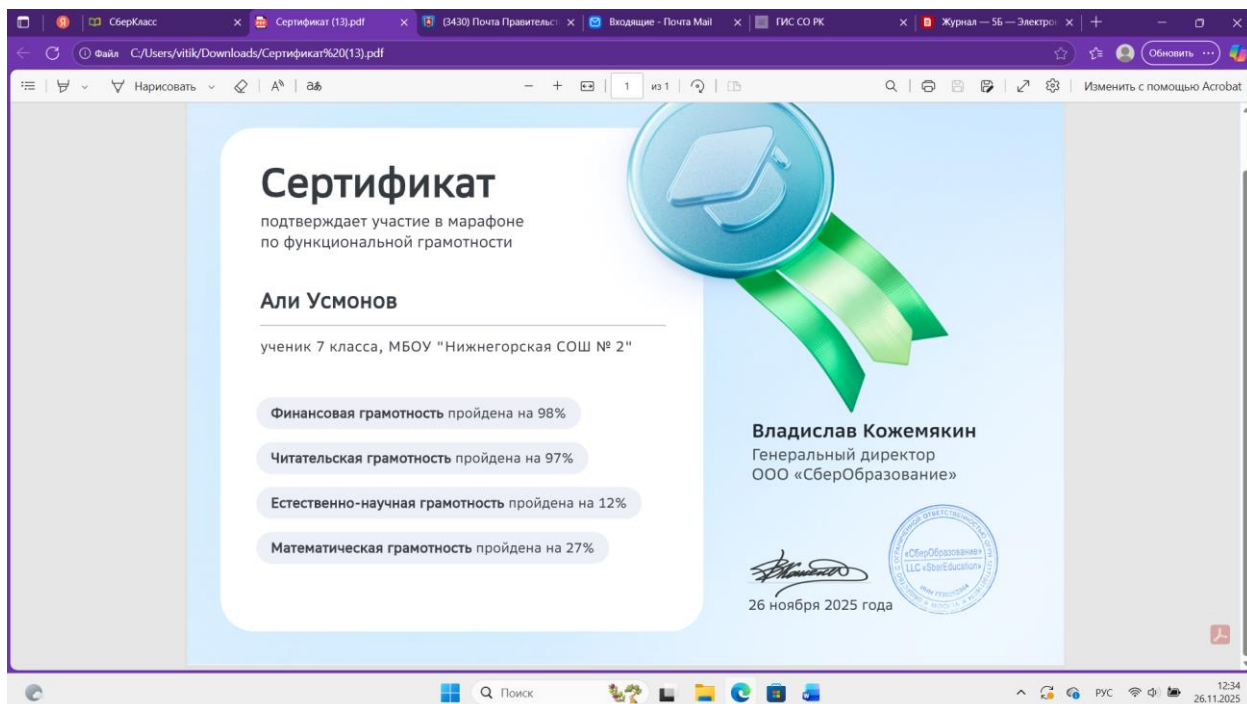 СберКласс
Сертификат (13).pdf
(3430) Почта Правительст
Входящие - Почта Mail
ГИС СО РК
Журнал — 5Б — Электро
Файл C:/Users/vitik/Downloads/Сертификат%20(13).pdf
Обновить
Нарисовать
1 из 1
Изменить с помощью Acrobat
Сертификат
подтверждает участие в марафоне
по функциональной грамотности
Али Усмонов
ученик 7 класса, МБОУ "Нижнегорская СОШ № 2"
Финансовая грамотность пройдена на 98%
Читательская грамотность пройдена на 97%
Естественно-научная грамотность пройдена на 12%
Математическая грамотность пройдена на 27%
Владислав Кожемякин
Генеральный директор
ООО «СберОбразование»
«СберОбразование»
LLC «SberEducation»
26 ноября 2025 года
Поиск
РУС
12:34
26.11.2025